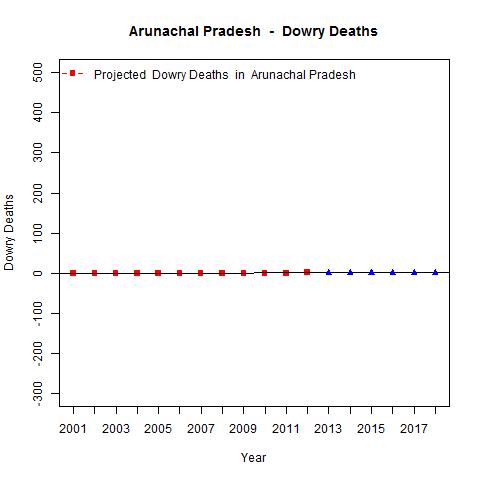 Arunachal Pradesh - Dowry Deaths
Projected Dowry Deaths in Arunachal Pradesh
Dowry Deaths
500
400
300
200
100
0
-100
-200
-300
2001 2003 2005 2007 2009 2011 2013 2015 2017
Year